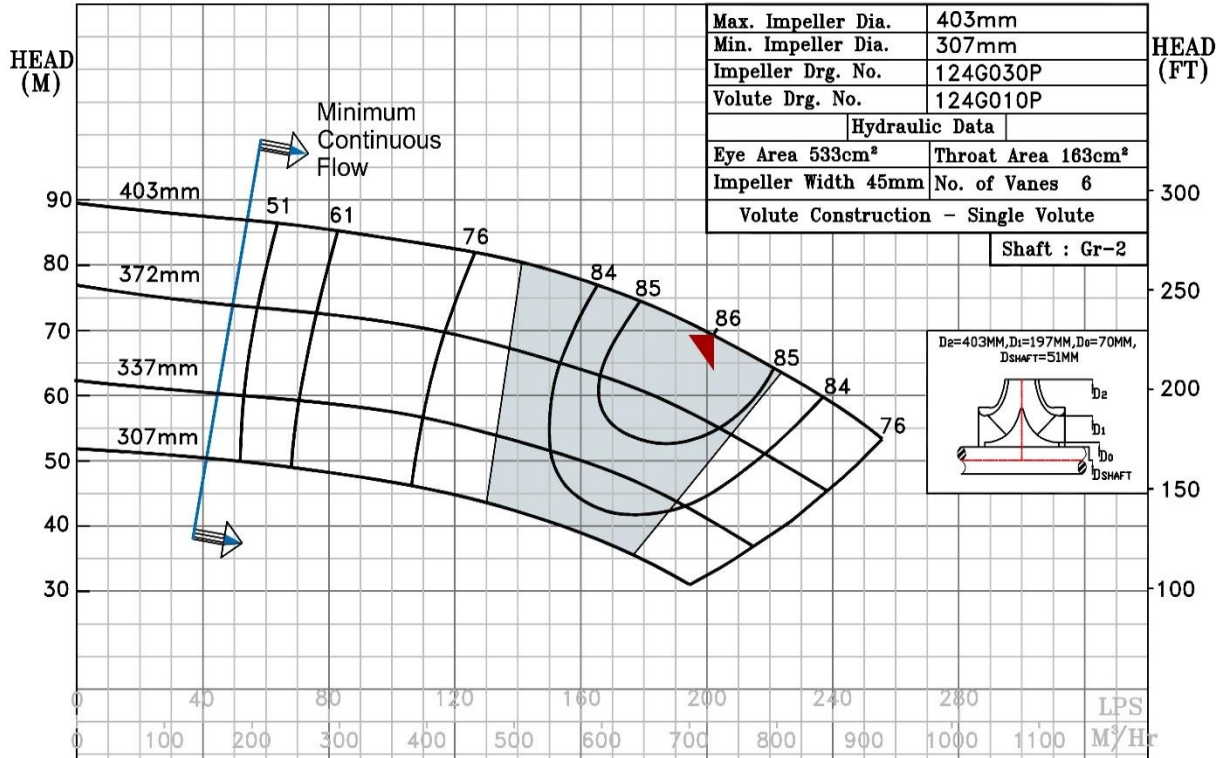 Max. Impeller Dia. 403mm
Min. Impeller Dia. 307mm
Impeller Drg. No. 124G030P
Volute Drg. No. 124G010P
Hydraulic Data
Eye Area 533cm² Throat Area 163cm²
Impeller Width 45mm No. of Vanes 6
Volute Construction – Single Volute
Shaft : Gr-2
HEAD
(M)
HEAD
(FT)
Minimum
Continuous
Flow
90
80
70
60
50
40
30
300
250
200
150
100
403mm
372mm
337mm
307mm
51
61
76
84
85
86
85
84
76
D2=403MM,D1=197MM,D0=70MM,
DSHAFT=51MM
D2
D1
D0
DSHAFT
0 40 80 120 160 200 240 280 LPS
0 100 200 300 400 500 600 700 800 900 1000 1100 M³/Hr